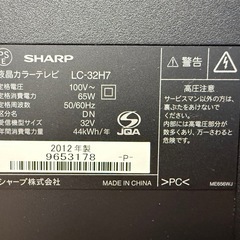 PS E
SHARP
液晶カラーテレビ LC-32H7
定格電圧 100V~
定格消費電力 65W
定格周波数 50/60Hz
区分名 DN
受信機型サイズ 32V
年間消費電力量 44kWh/年
JQA
2012年製
9653178 -P-
シャープ株式会社 MADE IN CHINA
警告
高圧注意
サービスマン以外の方は、
裏ぶたをあけないで
ください。
内部には高電圧部分が
数多くあり、万一
さわると危険です。
>PC<